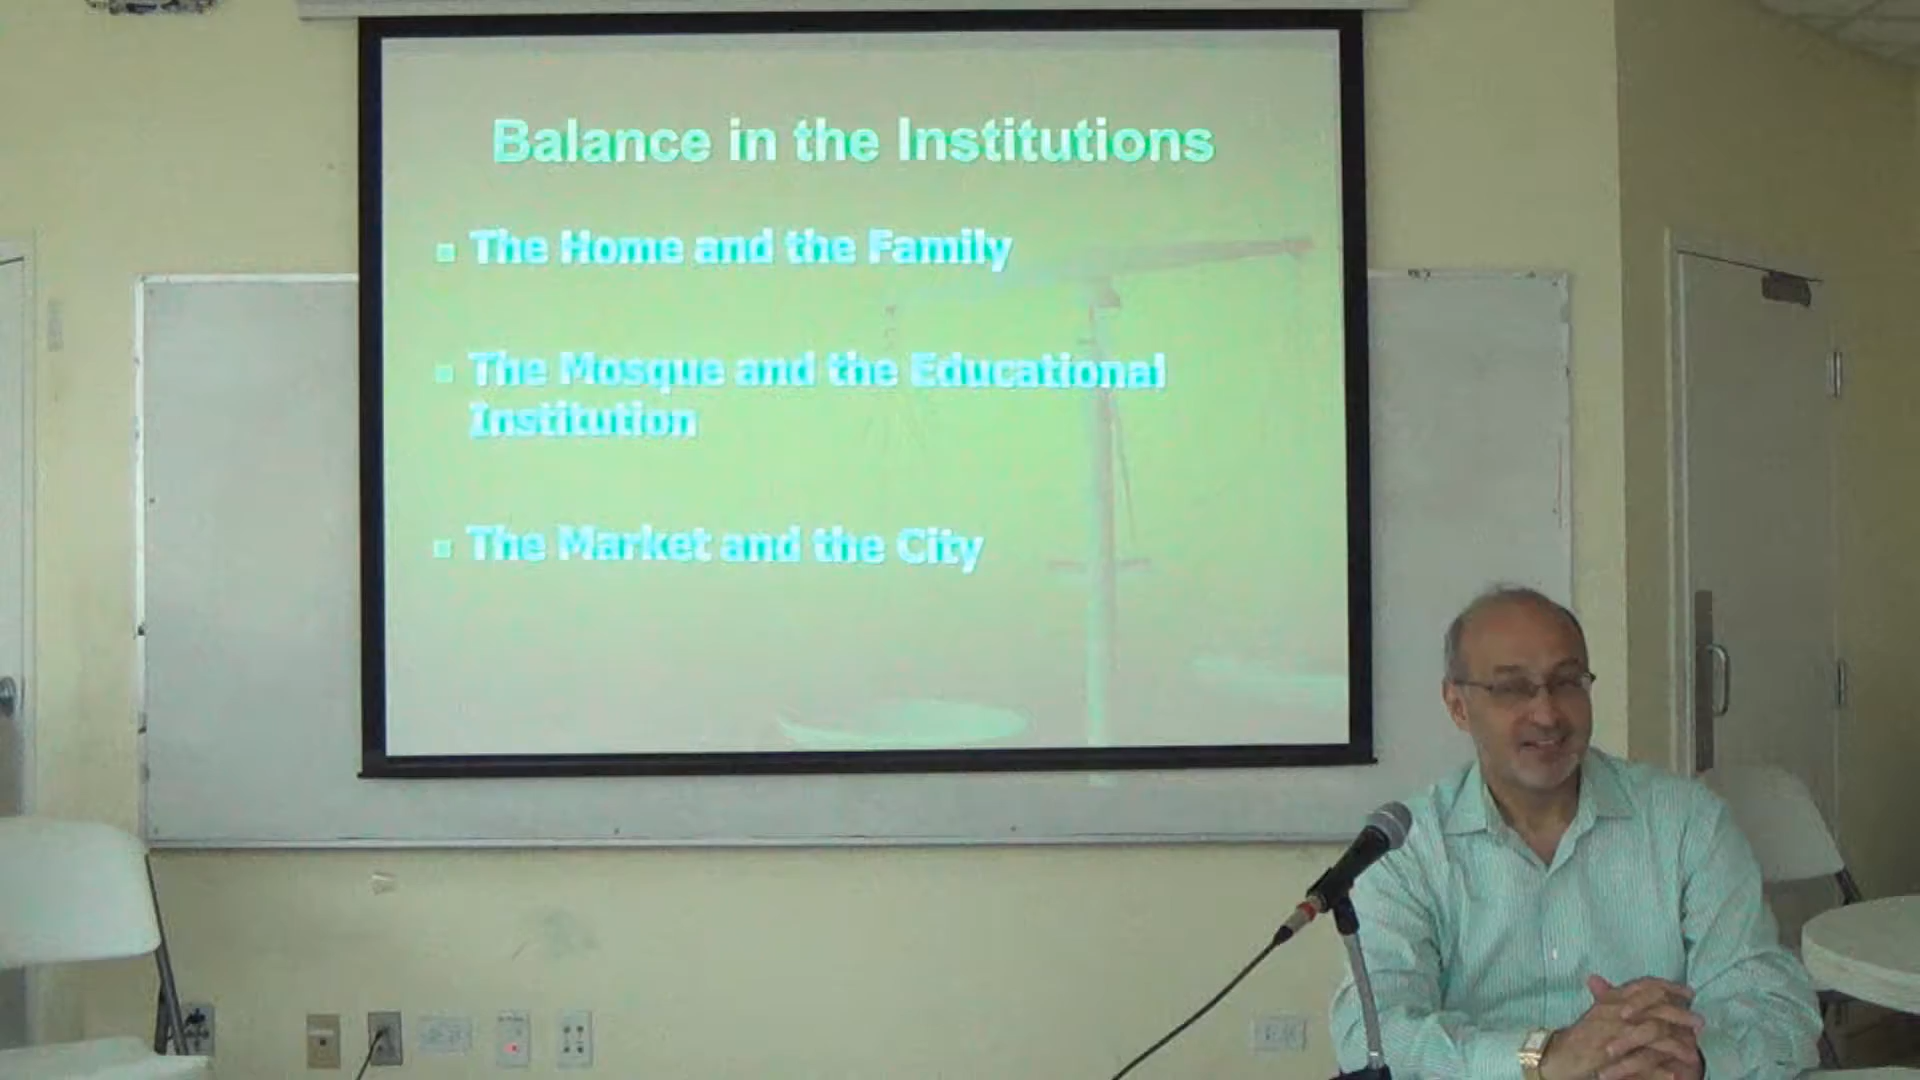 Balance in the Institutions
The Home and the Family
The Mosque and the Educational
Institution
The Market and the City